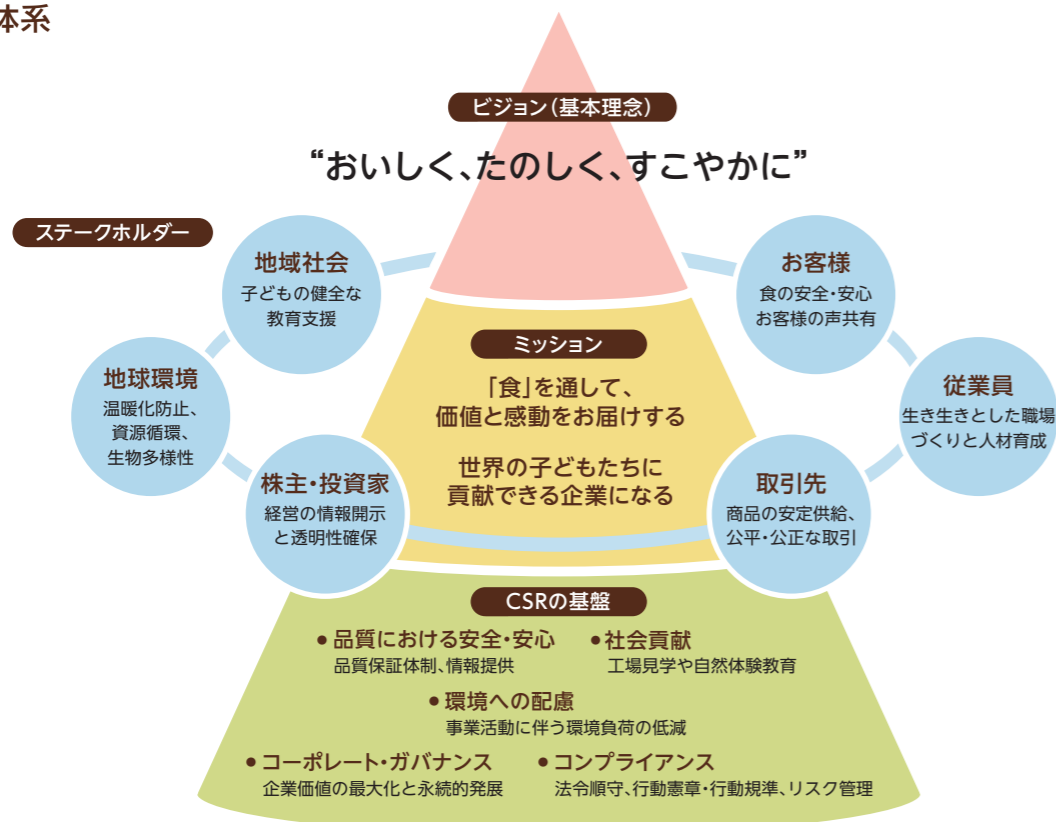 体系
ビジョン(基本理念)
“おいしく、たのしく、すこやかに”
ステークホルダー
地域社会
子どもの健全な
教育支援
地球環境
温暖化防止、
資源循環、
生物多様性
株主・投資家
経営の情報開示
と透明性確保
お客様
食の安全・安心
お客様の声共有
従業員
生き生きとした職場
づくりと人材育成
取引先
商品の安定供給、
公平・公正な取引
ミッション
「食」を通して、
価値と感動をお届けする
世界の子どもたちに
貢献できる企業になる
CSRの基盤
●品質における安全・安心
品質保証体制、情報提供
●社会貢献
工場見学や自然体験教育
●環境への配慮
事業活動に伴う環境負荷の低減
●コーポレート・ガバナンス
企業価値の最大化と永続的発展
●コンプライアンス
法令順守、行動憲章・行動規準、リスク管理